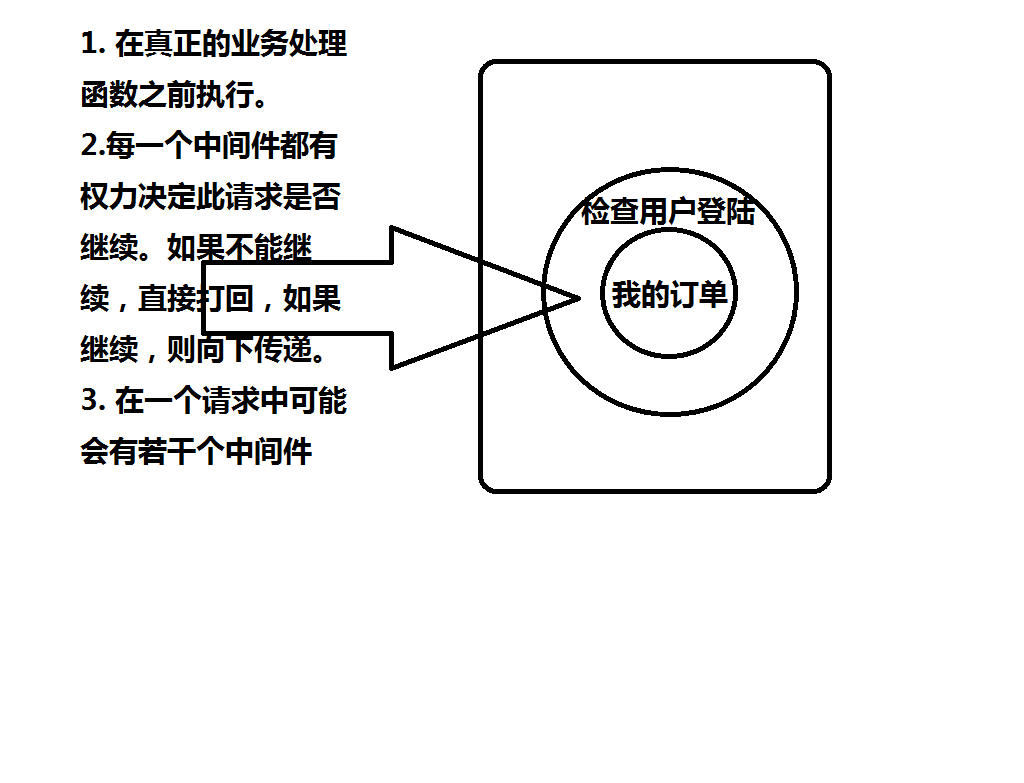 1. 在真正的业务处理
函数之前执行。
2.每一个中间件都有
权力决定此请求是否
继续。如果不能继
续，直接打回，如果
继续，则向下传递。
3. 在一个请求中可能
会有若干个中间件
检查用户登陆
我的订单